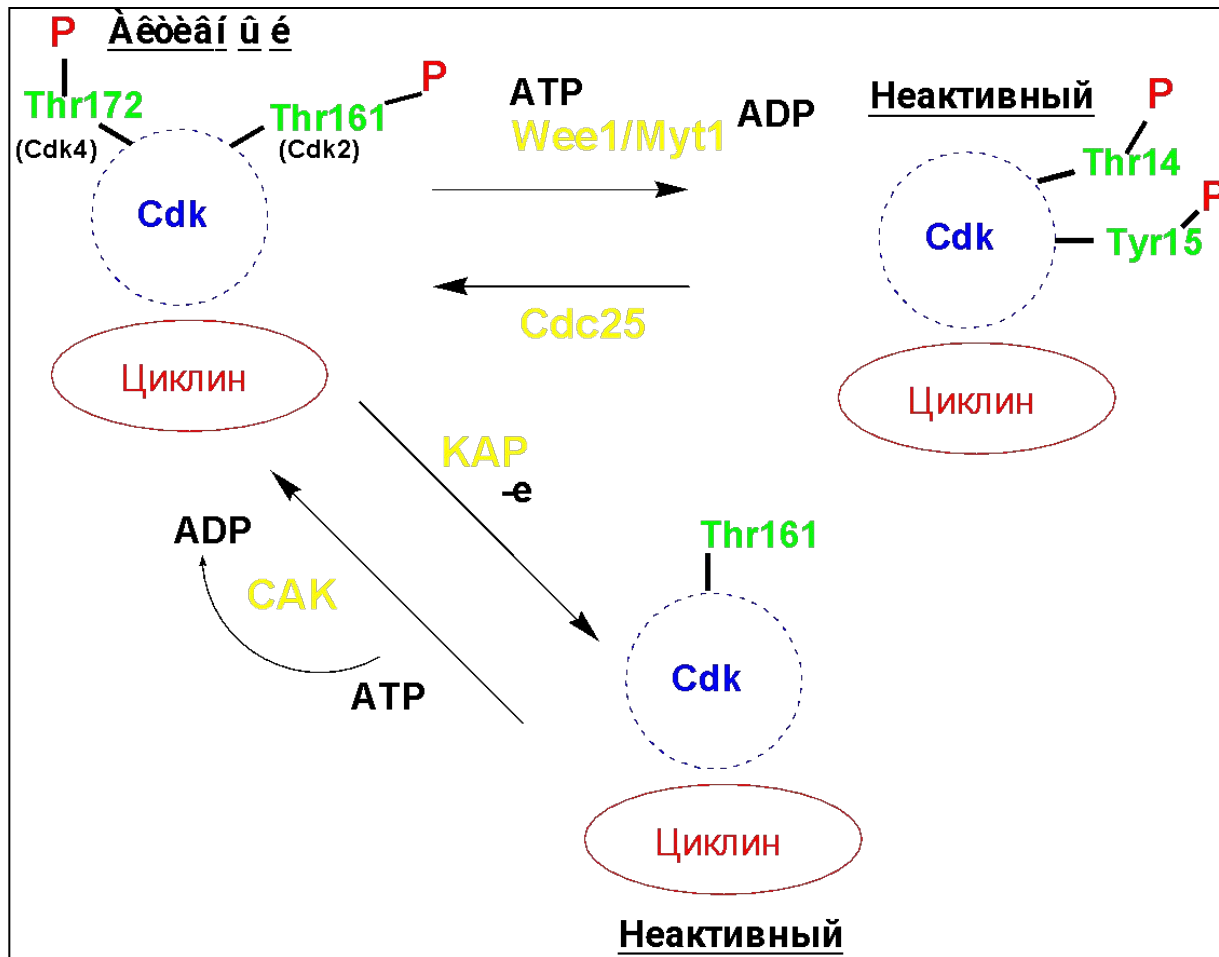 P Àêòèâí û é
Thr172
(Cdk4)
Thr161
(Cdk2)
P
Cdk
Циклин
ATP
Wee1/Myt1
ADP
Cdc25
Неактивный
P
Thr14
P
Tyr15
Cdk
Циклин
KAP
-e
ADP
CAK
ATP
Thr161
Cdk
Циклин
Неактивный